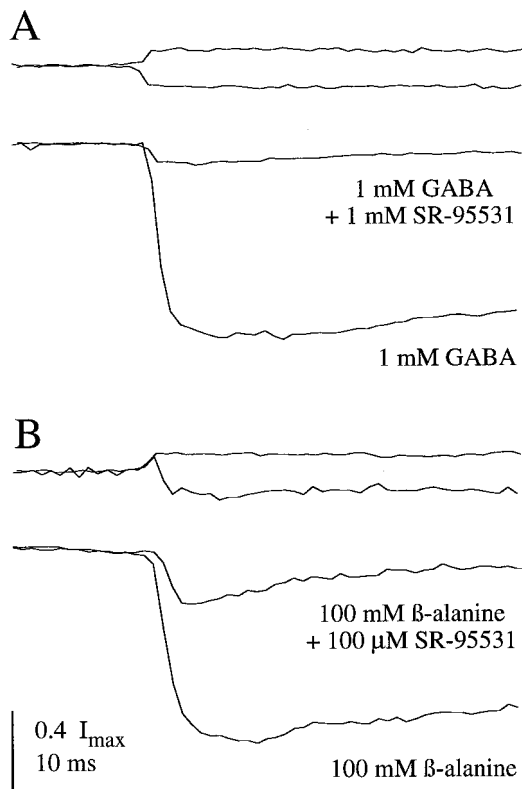 A
1 mM GABA
+ 1 mM SR-95531
1 mM GABA
B
100 mM ß-alanine
+ 100 µM SR-95531
0.4 Imax
10 ms
100 mM ß-alanine